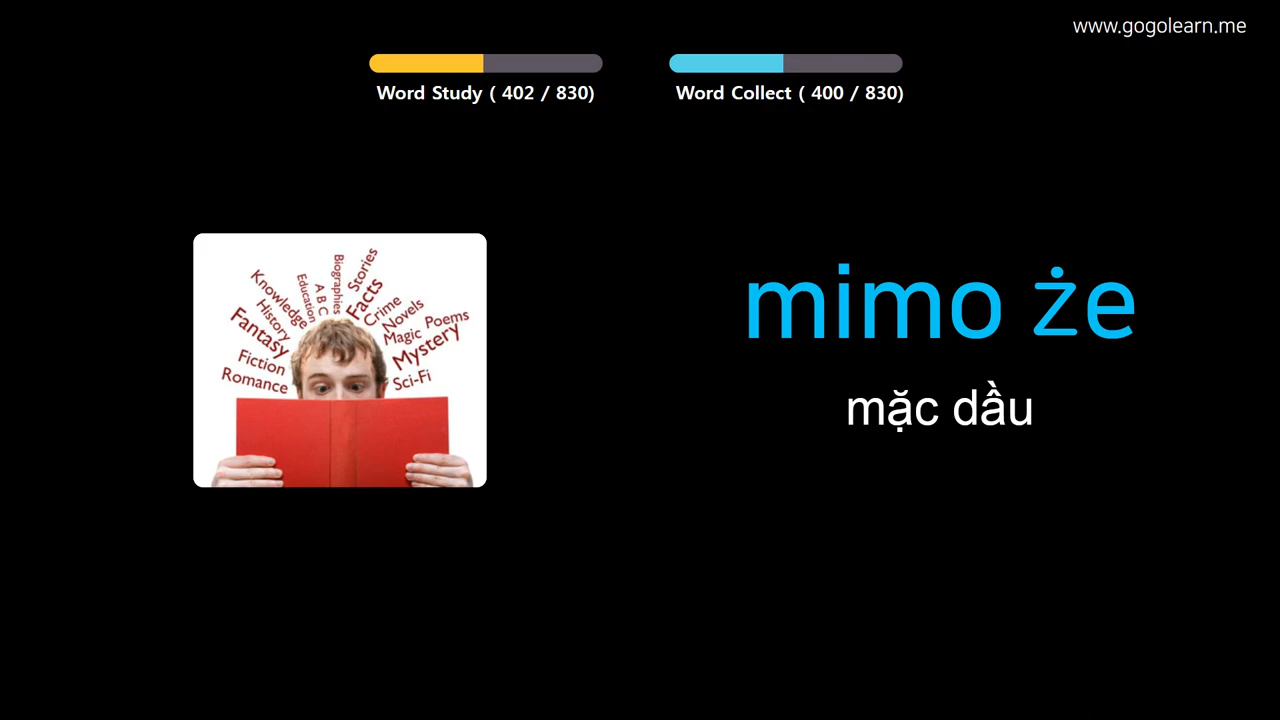 www.gogolearn.me
Word Study ( 402 / 830)
Word Collect ( 400 / 830)
mimo że
mặc dầu
Knowledge
History
Fantasy
Fiction
Romance
Education
A B C
Biographies
Stories
Facts
Crime
Novels
Magic
Poems
Mystery
Sci-Fi